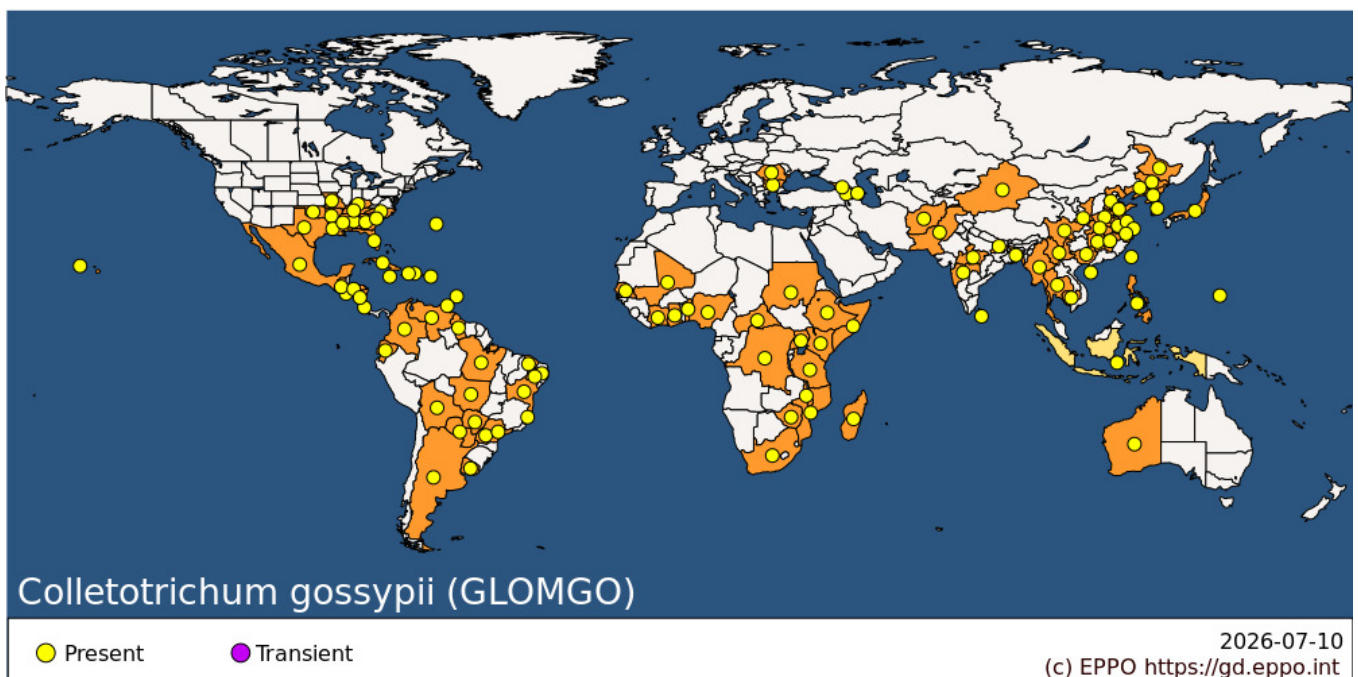 Colletotrichum gossypii (GLOMGO)
Present
Transient
2026-07-10
(c) EPPO https://gd.eppo.int